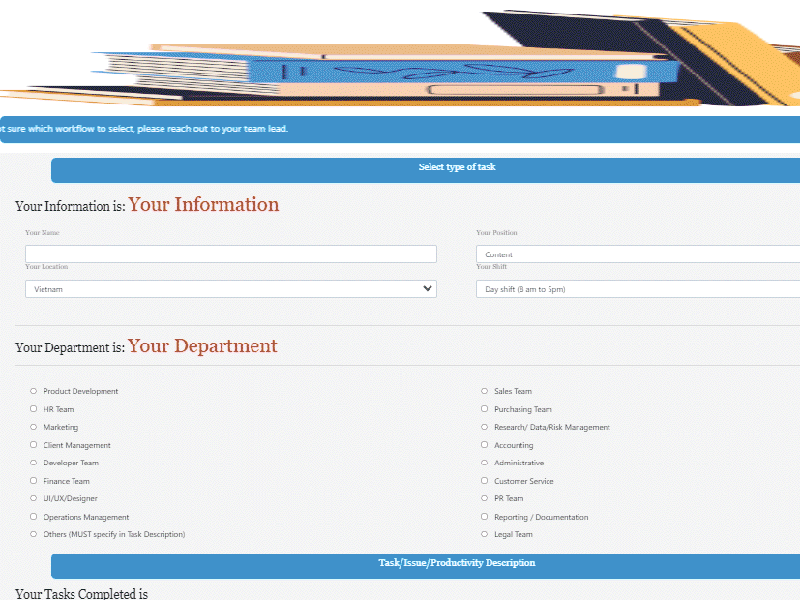 sure which workflow to select, please reach out to your team lead.
Select type of task
Your Information is: Your Information
Your Name
Your Position
Content
Your Location
Your Shift
Vietnam
Day shift (8 am to 5pm)
Your Department is: Your Department
Product Development
Sales Team
HR Team
Purchasing Team
Marketing
Research/ Data/Risk Management
Client Management
Accounting
Developer Team
Administrative
Finance Team
Customer Service
UI/UX/Designer
PR Team
Operations Management
Reporting / Documentation
Others (MUST specify in Task Description)
Legal Team
Task/Issue/Productivity Description
Your Tasks Completed is